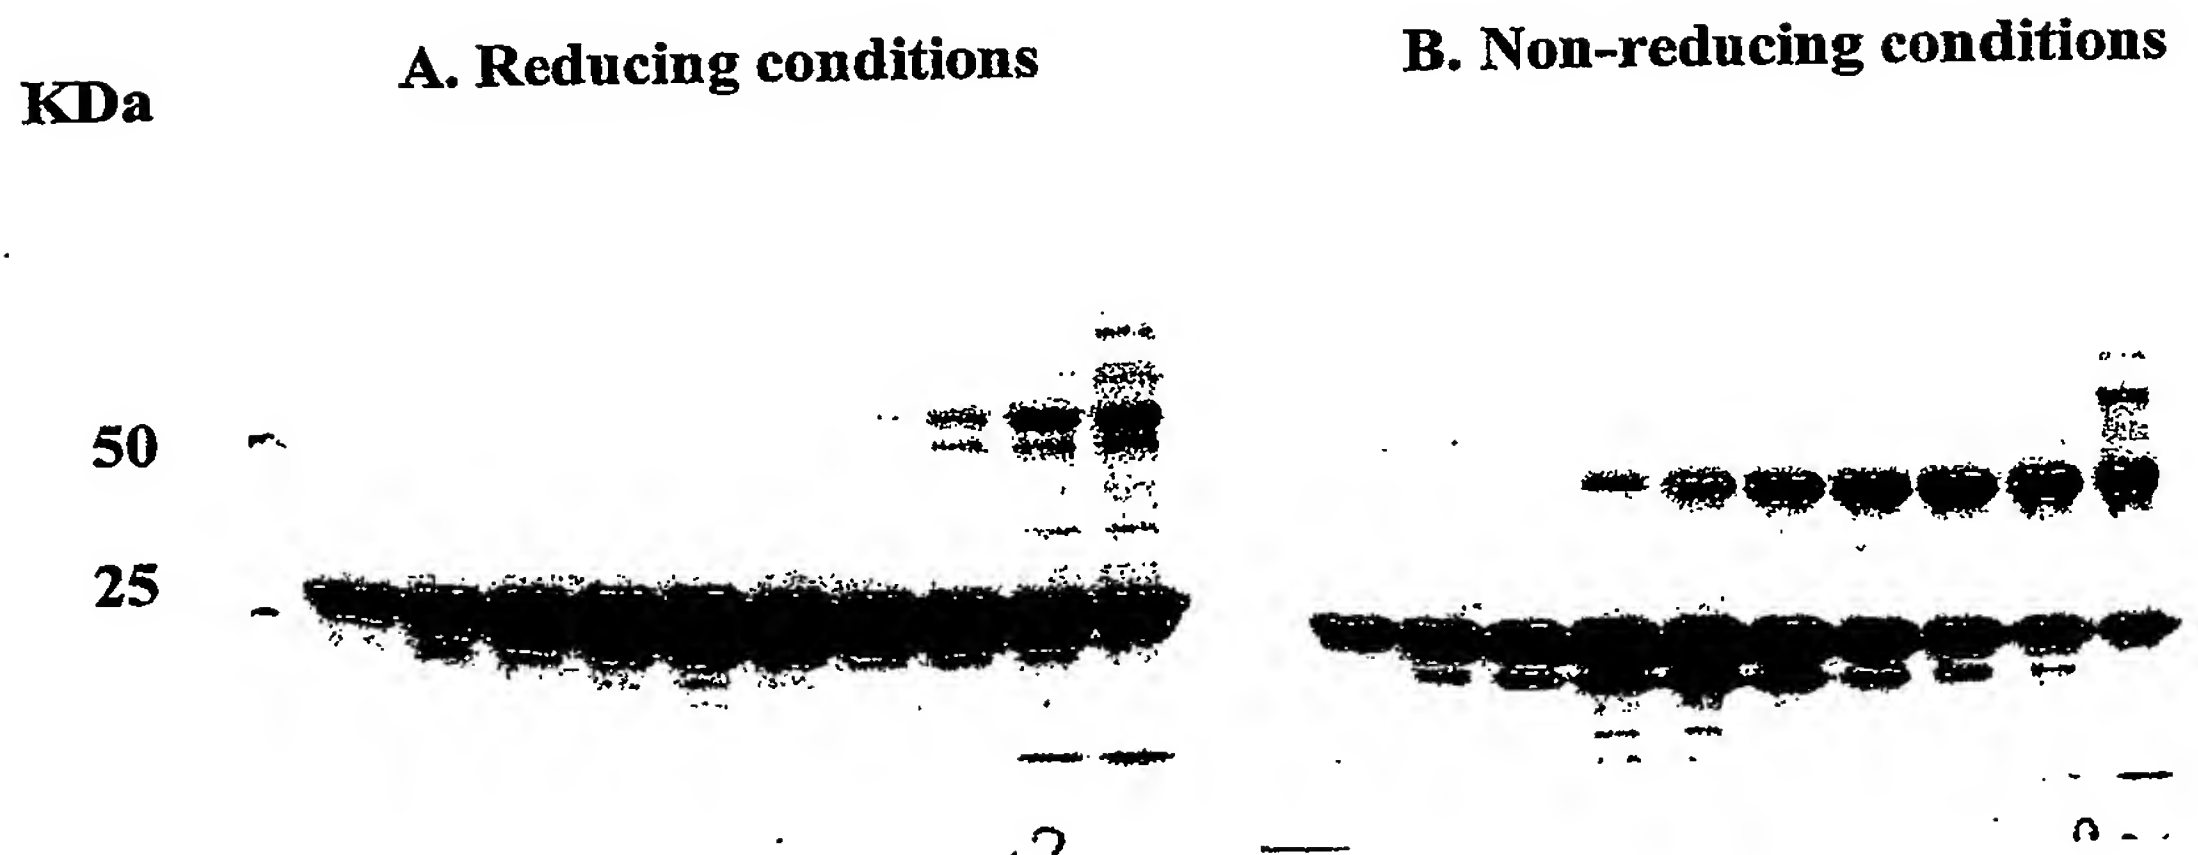 A. Reducing conditions
B. Non-reducing conditions
KDa
50
25